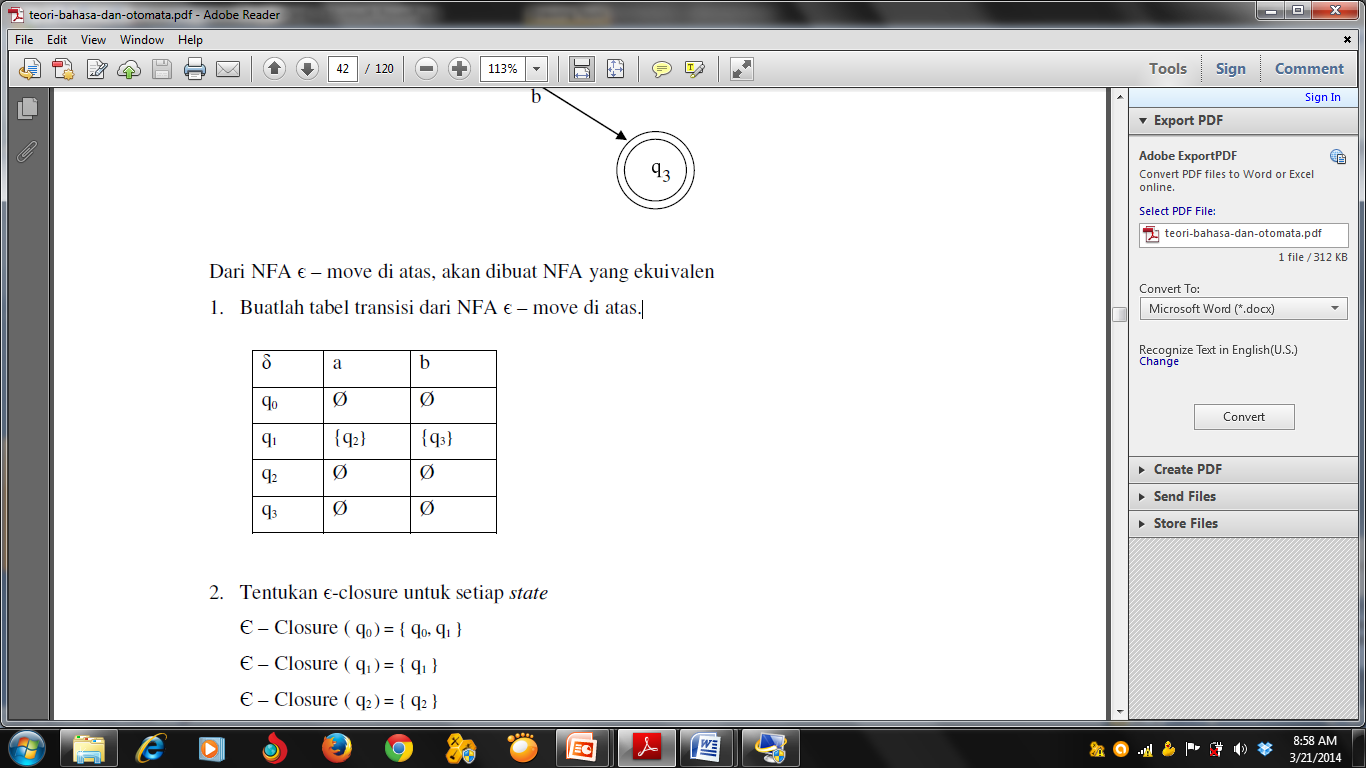 teori-bahasa-dan-otomata.pdf - Adobe Reader
File Edit View Window Help
42 / 120 113% Tools Sign Comment
Sign In
b
q3
Dari NFA ϵ – move di atas, akan dibuat NFA yang ekuivalen
1. Buatlah tabel transisi dari NFA ϵ – move di atas.
δ a b
q0 Ø Ø
q1 {q2} {q3}
q2 Ø Ø
q3 Ø Ø
2. Tentukan ϵ-closure untuk setiap state
Є – Closure ( q0 ) = { q0, q1 }
Є – Closure ( q1 ) = { q1 }
Є – Closure ( q2 ) = { q2 }
Export PDF
Adobe ExportPDF
Convert PDF files to Word or Excel
online.
Select PDF File:
teori-bahasa-dan-otomata.pdf
1 file / 312 KB
Convert To:
Microsoft Word (*.docx)
Recognize Text in English(U.S.)
Change
Convert
Create PDF
Send Files
Store Files
8:58 AM
3/21/2014